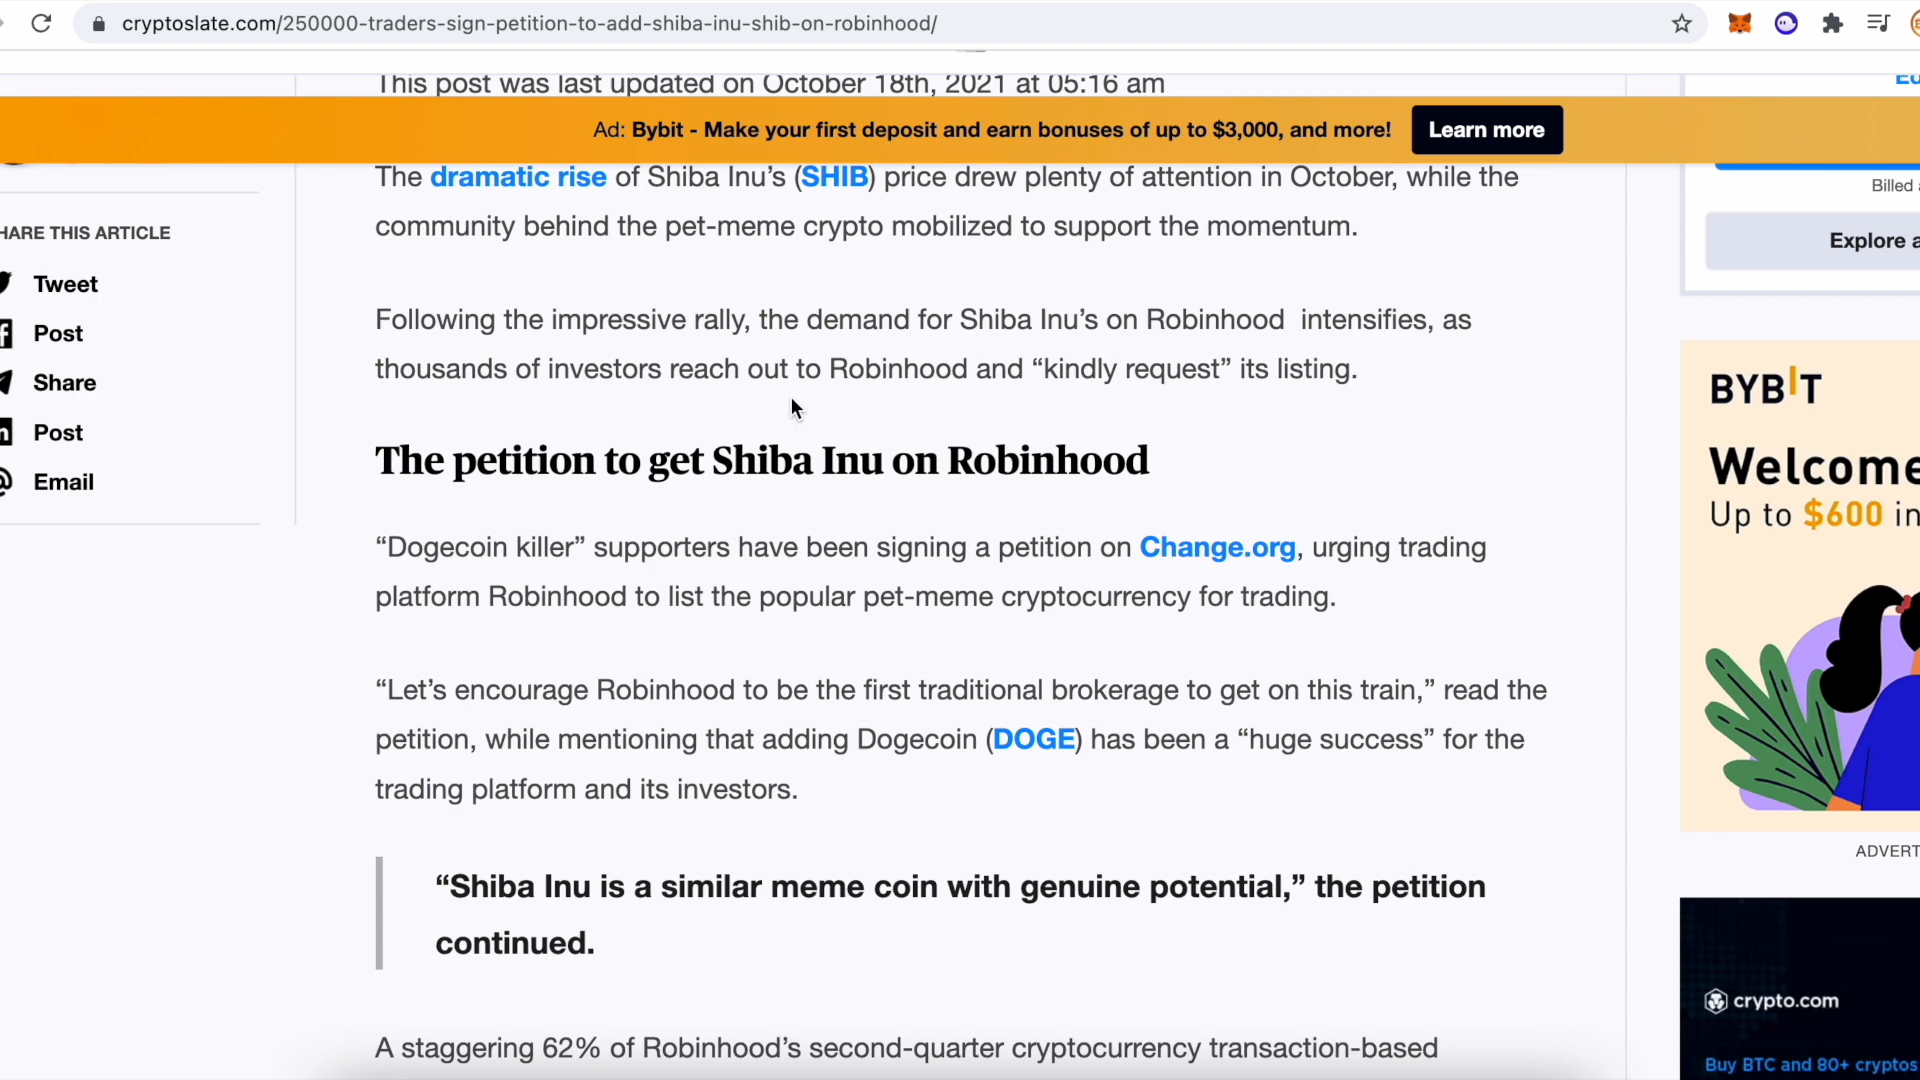 cryptoslate.com/250000-traders-sign-petition-to-add-shiba-inu-shib-on-robinhood/
This post was last updated on October 18th, 2021 at 05:16 am
Ad: Bybit - Make your first deposit and earn bonuses of up to $3,000, and more!
Learn more
The dramatic rise of Shiba Inu’s (SHIB) price drew plenty of attention in October, while the
community behind the pet-meme crypto mobilized to support the momentum.
Following the impressive rally, the demand for Shiba Inu’s on Robinhood  intensifies, as
thousands of investors reach out to Robinhood and “kindly request” its listing.
The petition to get Shiba Inu on Robinhood
“Dogecoin killer” supporters have been signing a petition on Change.org, urging trading
platform Robinhood to list the popular pet-meme cryptocurrency for trading.
“Let’s encourage Robinhood to be the first traditional brokerage to get on this train,” read the
petition, while mentioning that adding Dogecoin (DOGE) has been a “huge success” for the
trading platform and its investors.
“Shiba Inu is a similar meme coin with genuine potential,” the petition
continued.
A staggering 62% of Robinhood’s second-quarter cryptocurrency transaction-based
HARE THIS ARTICLE
Tweet
Post
Share
Post
Email
Billed
Explore a
BYBIT
Welcome
Up to $600 in
ADVERT
crypto.com
Buy BTC and 80+ cryptos